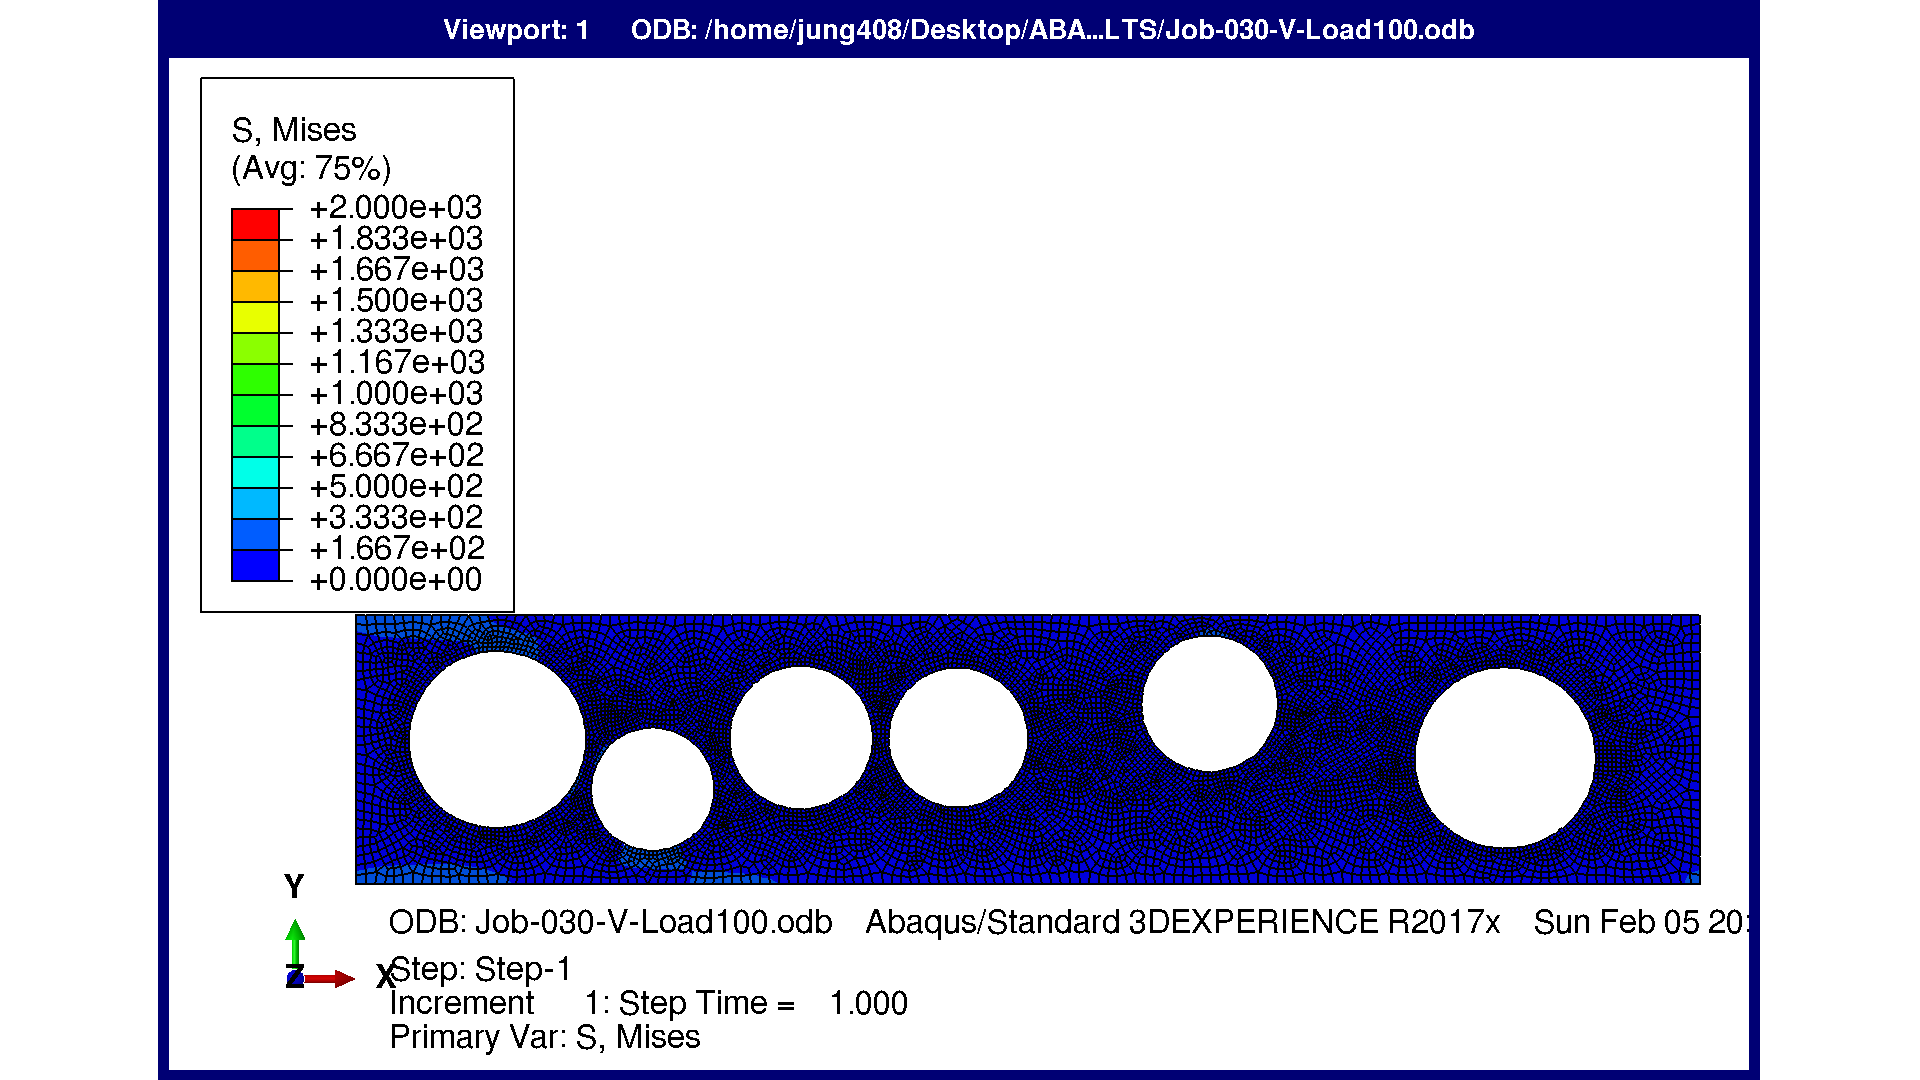 Viewport: 1 ODB: /home/jung408/Desktop/ABA...LTS/Job-030-V-Load100.odb
S, Mises
(Avg: 75%)
+2.000e+03
+1.833e+03
+1.667e+03
+1.500e+03
+1.333e+03
+1.167e+03
+1.000e+03
+8.333e+02
+6.667e+02
+5.000e+02
+3.333e+02
+1.667e+02
+0.000e+00
Y
Z
X
ODB: Job-030-V-Load100.odb Abaqus/Standard 3DEXPERIENCE R2017x Sun Feb 05 20:
Step: Step-1
Increment 1: Step Time = 1.000
Primary Var: S, Mises